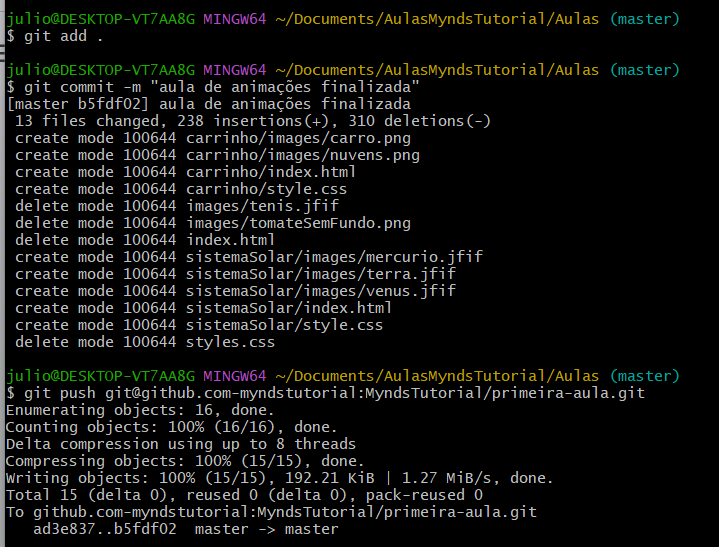 julio@DESKTOP-VT7AA8G MINGW64 ~/Documents/AulasMyndsTutorial/Aulas (master)
$ git add .
julio@DESKTOP-VT7AA8G MINGW64 ~/Documents/AulasMyndsTutorial/Aulas (master)
$ git commit -m "aula de animações finalizada"
[master b5fdf02] aula de animações finalizada
 13 files changed, 238 insertions(+), 310 deletions(-)
 create mode 100644 carrinho/images/carro.png
 create mode 100644 carrinho/images/nuvens.png
 create mode 100644 carrinho/index.html
 create mode 100644 carrinho/style.css
 delete mode 100644 images/tenis.jfif
 delete mode 100644 images/tomateSemFundo.png
 delete mode 100644 index.html
 create mode 100644 sistemaSolar/images/mercurio.jfif
 create mode 100644 sistemaSolar/images/terra.jfif
 create mode 100644 sistemaSolar/images/venus.jfif
 create mode 100644 sistemaSolar/index.html
 create mode 100644 sistemaSolar/style.css
 delete mode 100644 styles.css
julio@DESKTOP-VT7AA8G MINGW64 ~/Documents/AulasMyndsTutorial/Aulas (master)
$ git push git@github.com-myndstutorial:MyndsTutorial/primeira-aula.git
Enumerating objects: 16, done.
Counting objects: 100% (16/16), done.
Delta compression using up to 8 threads
Compressing objects: 100% (15/15), done.
Writing objects: 100% (15/15), 192.21 KiB | 1.27 MiB/s, done.
Total 15 (delta 0), reused 0 (delta 0), pack-reused 0
To github.com-myndstutorial:MyndsTutorial/primeira-aula.git
   ad3e837..b5fdf02  master -> master